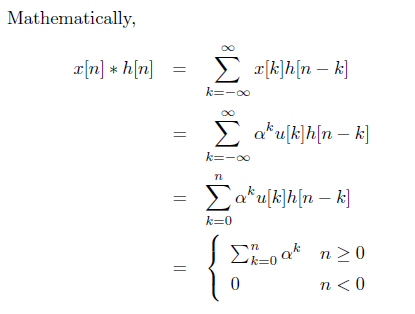 Mathematically,
x[n] ∗ h[n] = ∑_{k=−∞}^{∞} x[k]h[n − k]
= ∑_{k=−∞}^{∞} α^k u[k]h[n − k]
= ∑_{k=0}^{n} α^k u[k]h[n − k]
= { ∑_{k=0}^{n} α^k n ≥ 0
0 n < 0